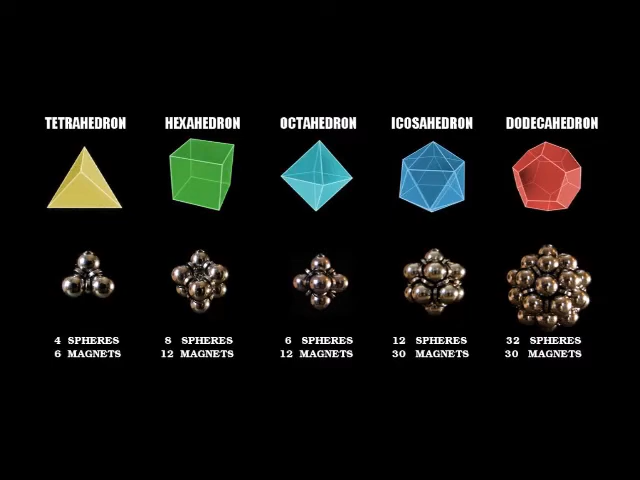 TETRAHEDRON HEXAHEDRON OCTAHEDRON ICOSAHEDRON DODECAHEDRON
4 SPHERES 8 SPHERES 6 SPHERES 12 SPHERES 32 SPHERES
6 MAGNETS 12 MAGNETS 12 MAGNETS 30 MAGNETS 30 MAGNETS